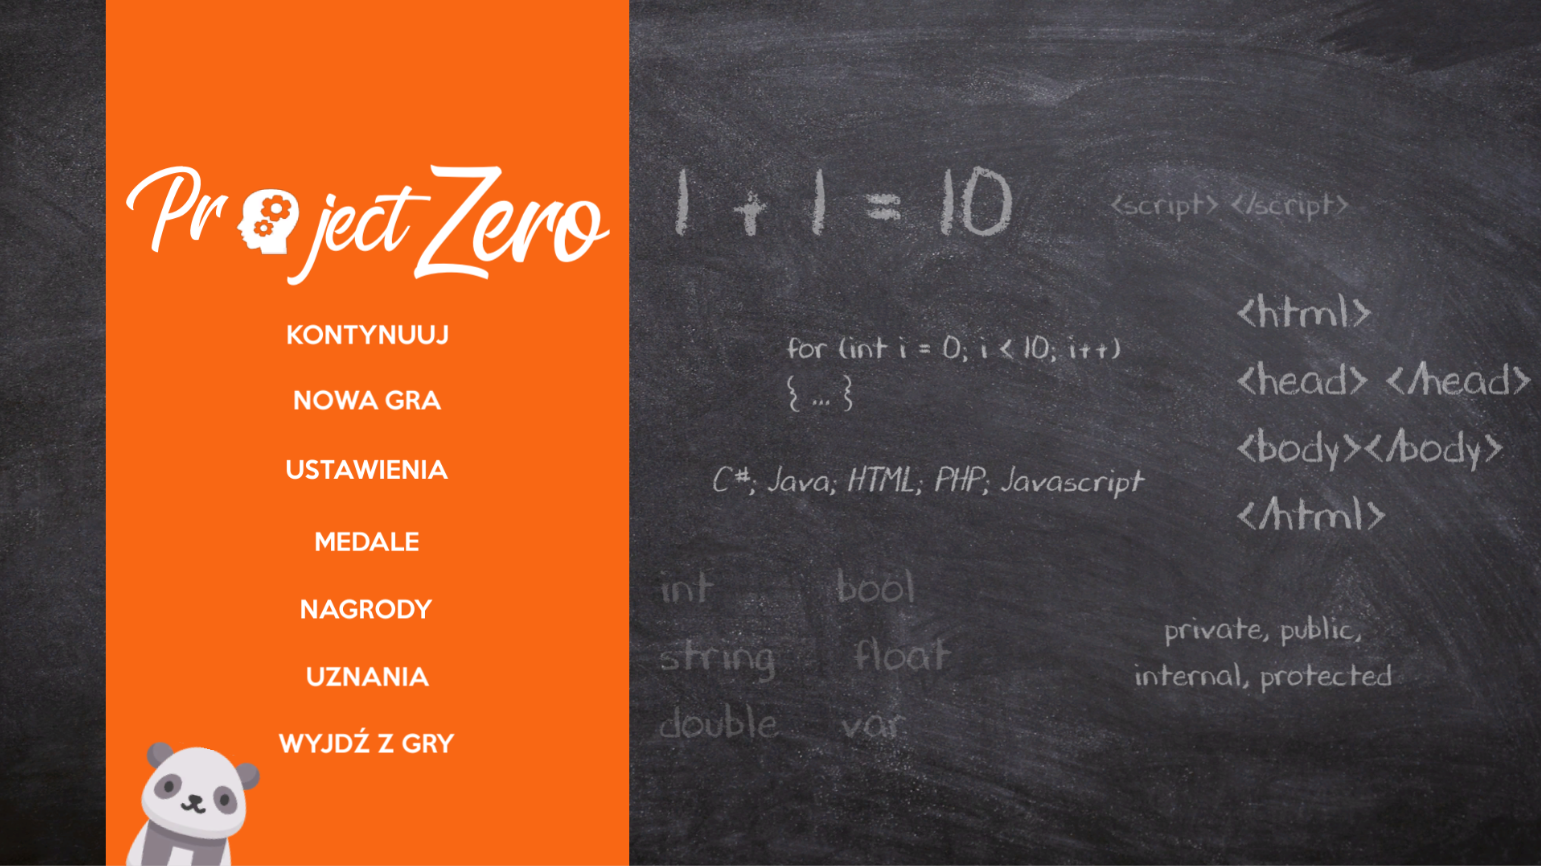 Project Zero
KONTYNUUJ
NOWA GRA
USTAWIENIA
MEDALE
NAGRODY
UZNANIA
WYJDŹ Z GRY
1 + 1 = 10
<script> </script>
for (int i = 0; i < 10; i++)
{ ... }
C#; Java; HTML; PHP; Javascript
<html>
<head> </head>
<body></body>
</html>
int bool
string float
double var
private, public,
internal, protected